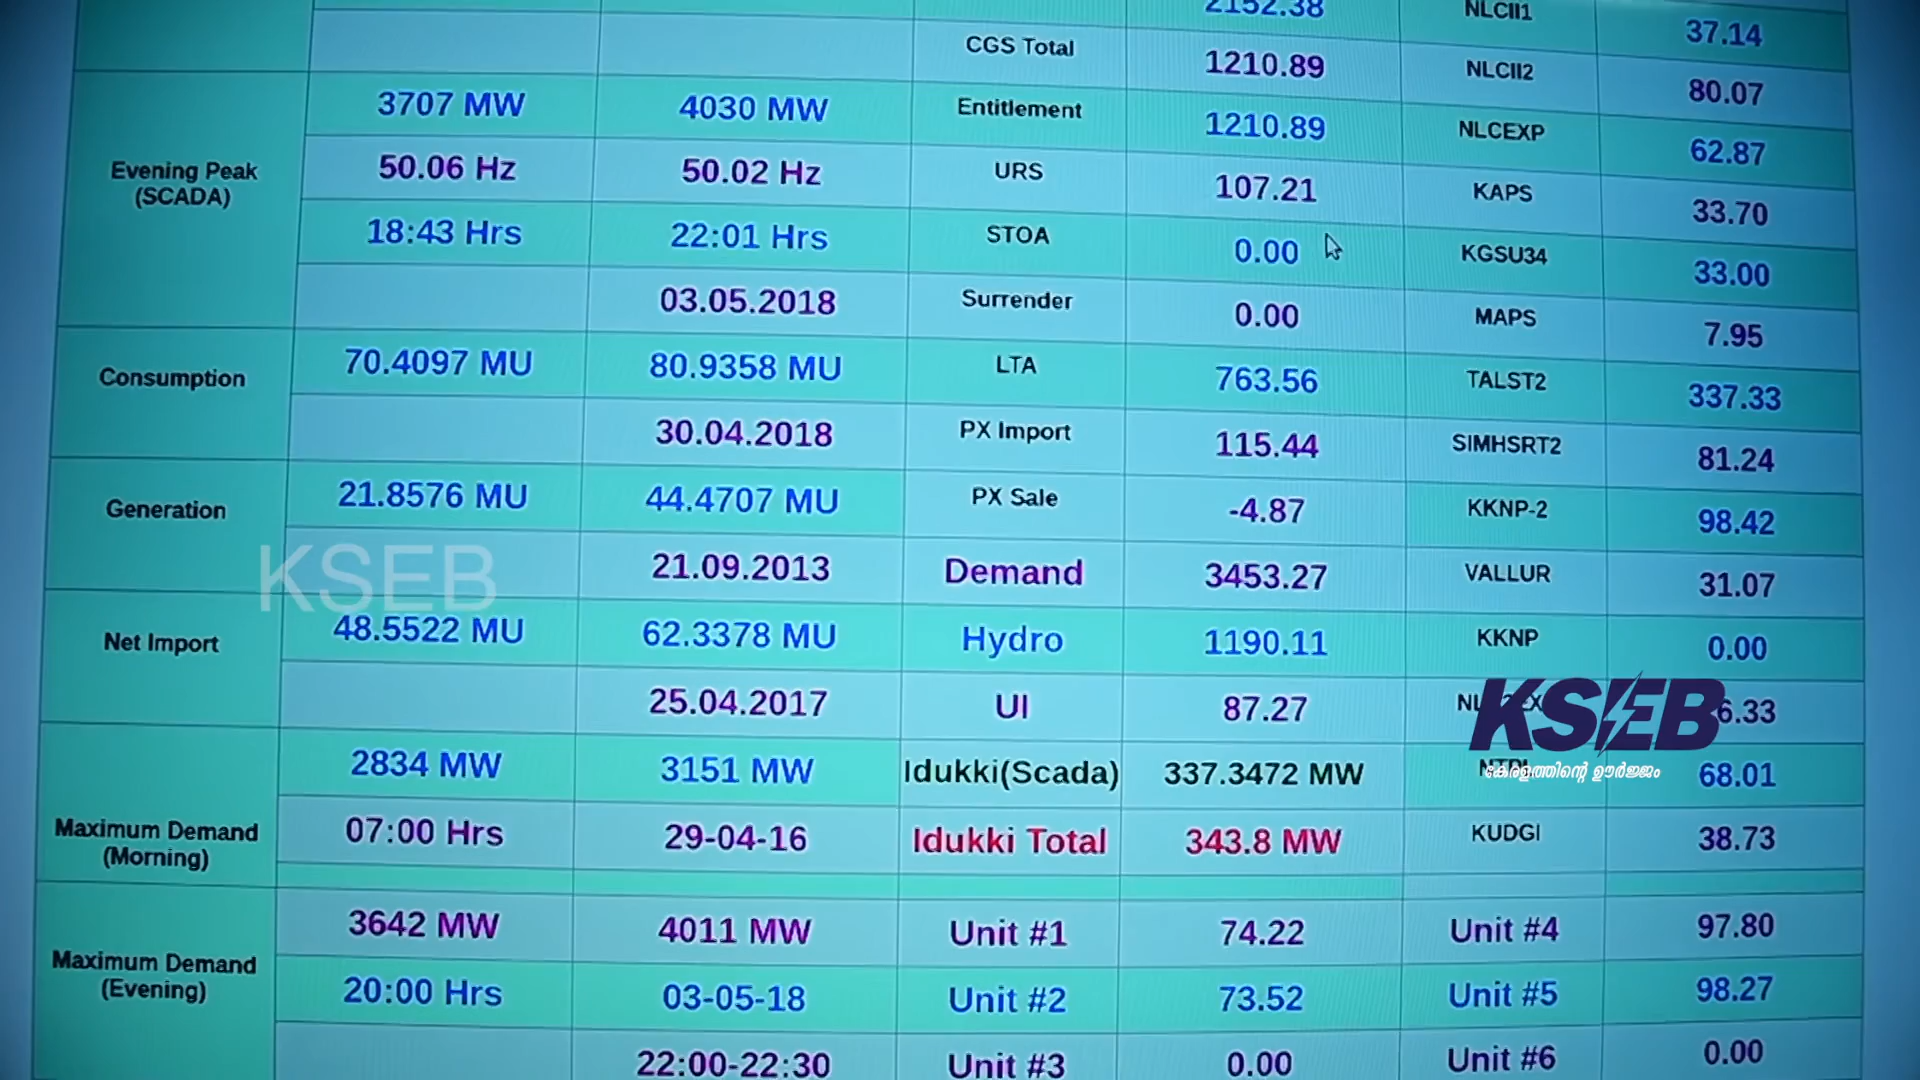 2152.38 NLCII1 37.14
CGS Total 1210.89 NLCII2 80.07
3707 MW 4030 MW Entitlement 1210.89 NLCEXP 62.87
Evening Peak
(SCADA)
50.06 Hz 50.02 Hz URS 107.21 KAPS 33.70
18:43 Hrs 22:01 Hrs STOA 0.00 KGSU34 33.00
03.05.2018 Surrender 0.00 MAPS 7.95
Consumption 70.4097 MU 80.9358 MU LTA 763.56 TALST2 337.33
30.04.2018 PX Import 115.44 SIMHSRT2 81.24
Generation 21.8576 MU 44.4707 MU PX Sale -4.87 KKNP-2 98.42
21.09.2013 Demand 3453.27 VALLUR 31.07
KSEB
Net Import 48.5522 MU 62.3378 MU Hydro 1190.11 KKNP 0.00
25.04.2017 UI 87.27
KSEB
കേരളത്തിന്റെ ഊർജ്ജം
2834 MW 3151 MW Idukki(Scada) 337.3472 MW 68.01
Maximum Demand
(Morning)
07:00 Hrs 29-04-16 Idukki Total 343.8 MW KUDGI 38.73
3642 MW 4011 MW Unit #1 74.22 Unit #4 97.80
Maximum Demand
(Evening)
20:00 Hrs 03-05-18 Unit #2 73.52 Unit #5 98.27
22:00-22:30 Unit #3 0.00 Unit #6 0.00